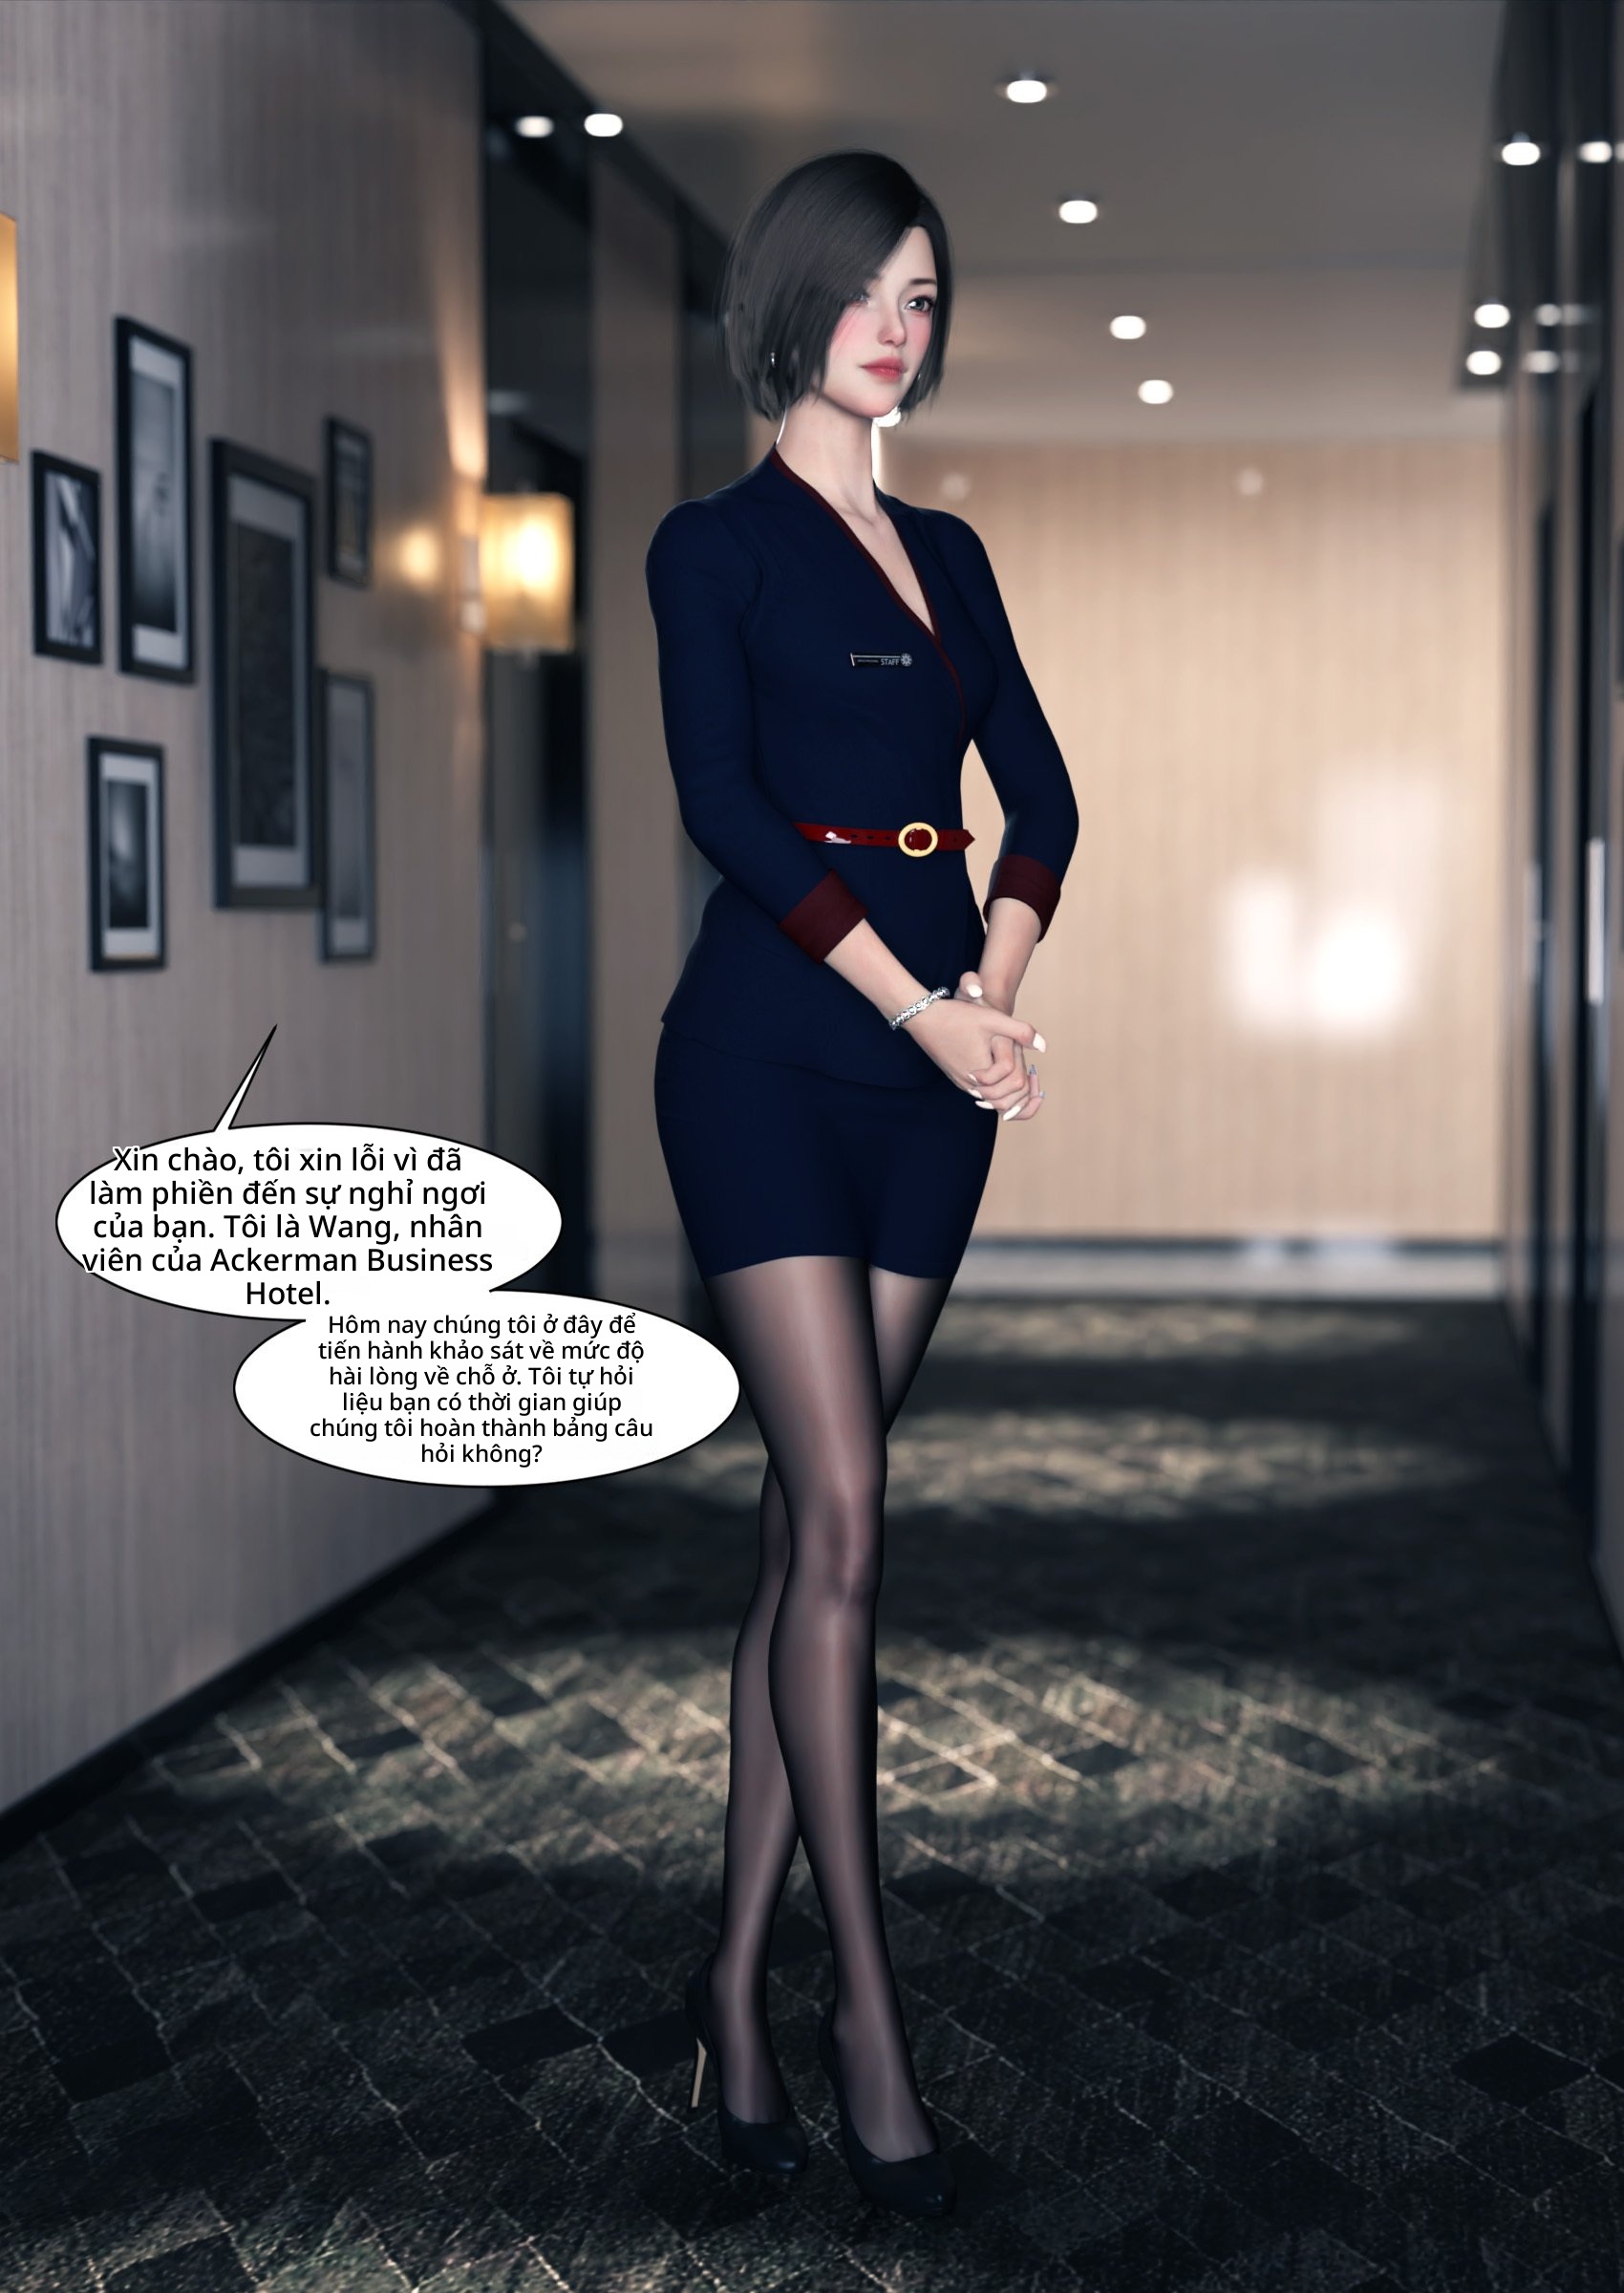 STAFF
Xin chào, tôi xin lỗi vì đã
làm phiền đến sự nghỉ ngơi
của bạn. Tôi là Wang, nhân
viên của Ackerman Business
Hotel.
Hôm nay chúng tôi ở đây để
tiến hành khảo sát về mức độ
hài lòng về chỗ ở. Tôi tự hỏi
liệu bạn có thời gian giúp
chúng tôi hoàn thành bảng câu
hỏi không?